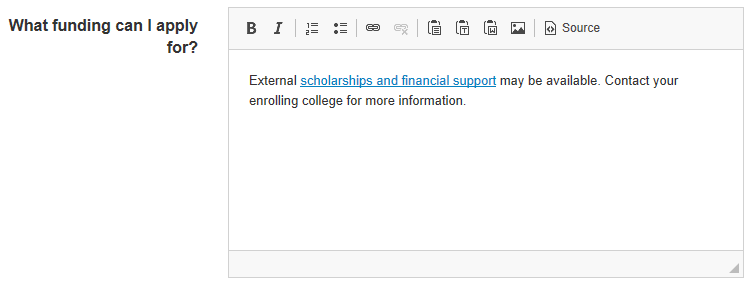 What funding can I apply
for?
B I Source
External scholarships and financial support may be available. Contact your
enrolling college for more information.